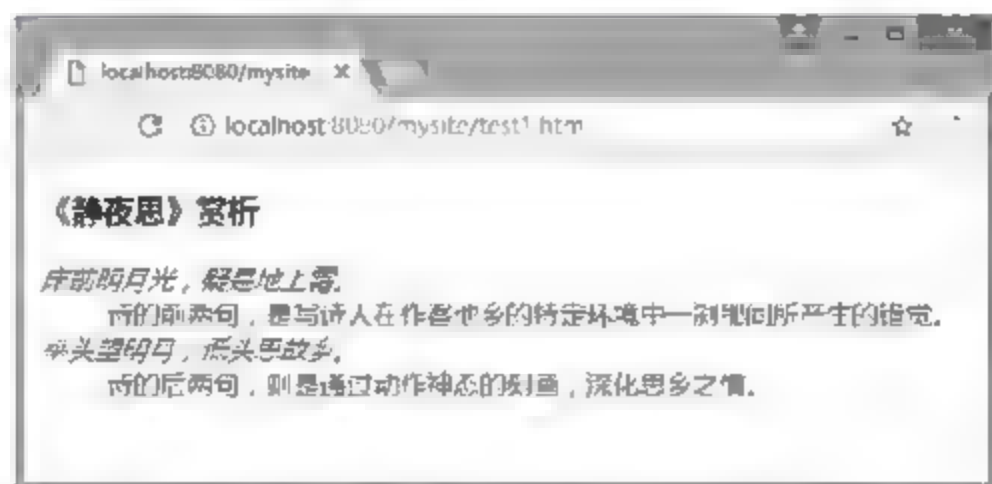 localhost:8080/mysite
localhost:8080/mysite/test1.htm
《静夜思》赏析
床前明月光，疑是地上霜。
诗的前两句，是写诗人在作客他乡的特定环境中一刹那间所产生的错觉。
举头望明月，低头思故乡。
诗的后两句，则是通过动作神态的刻画，深化思乡之情。